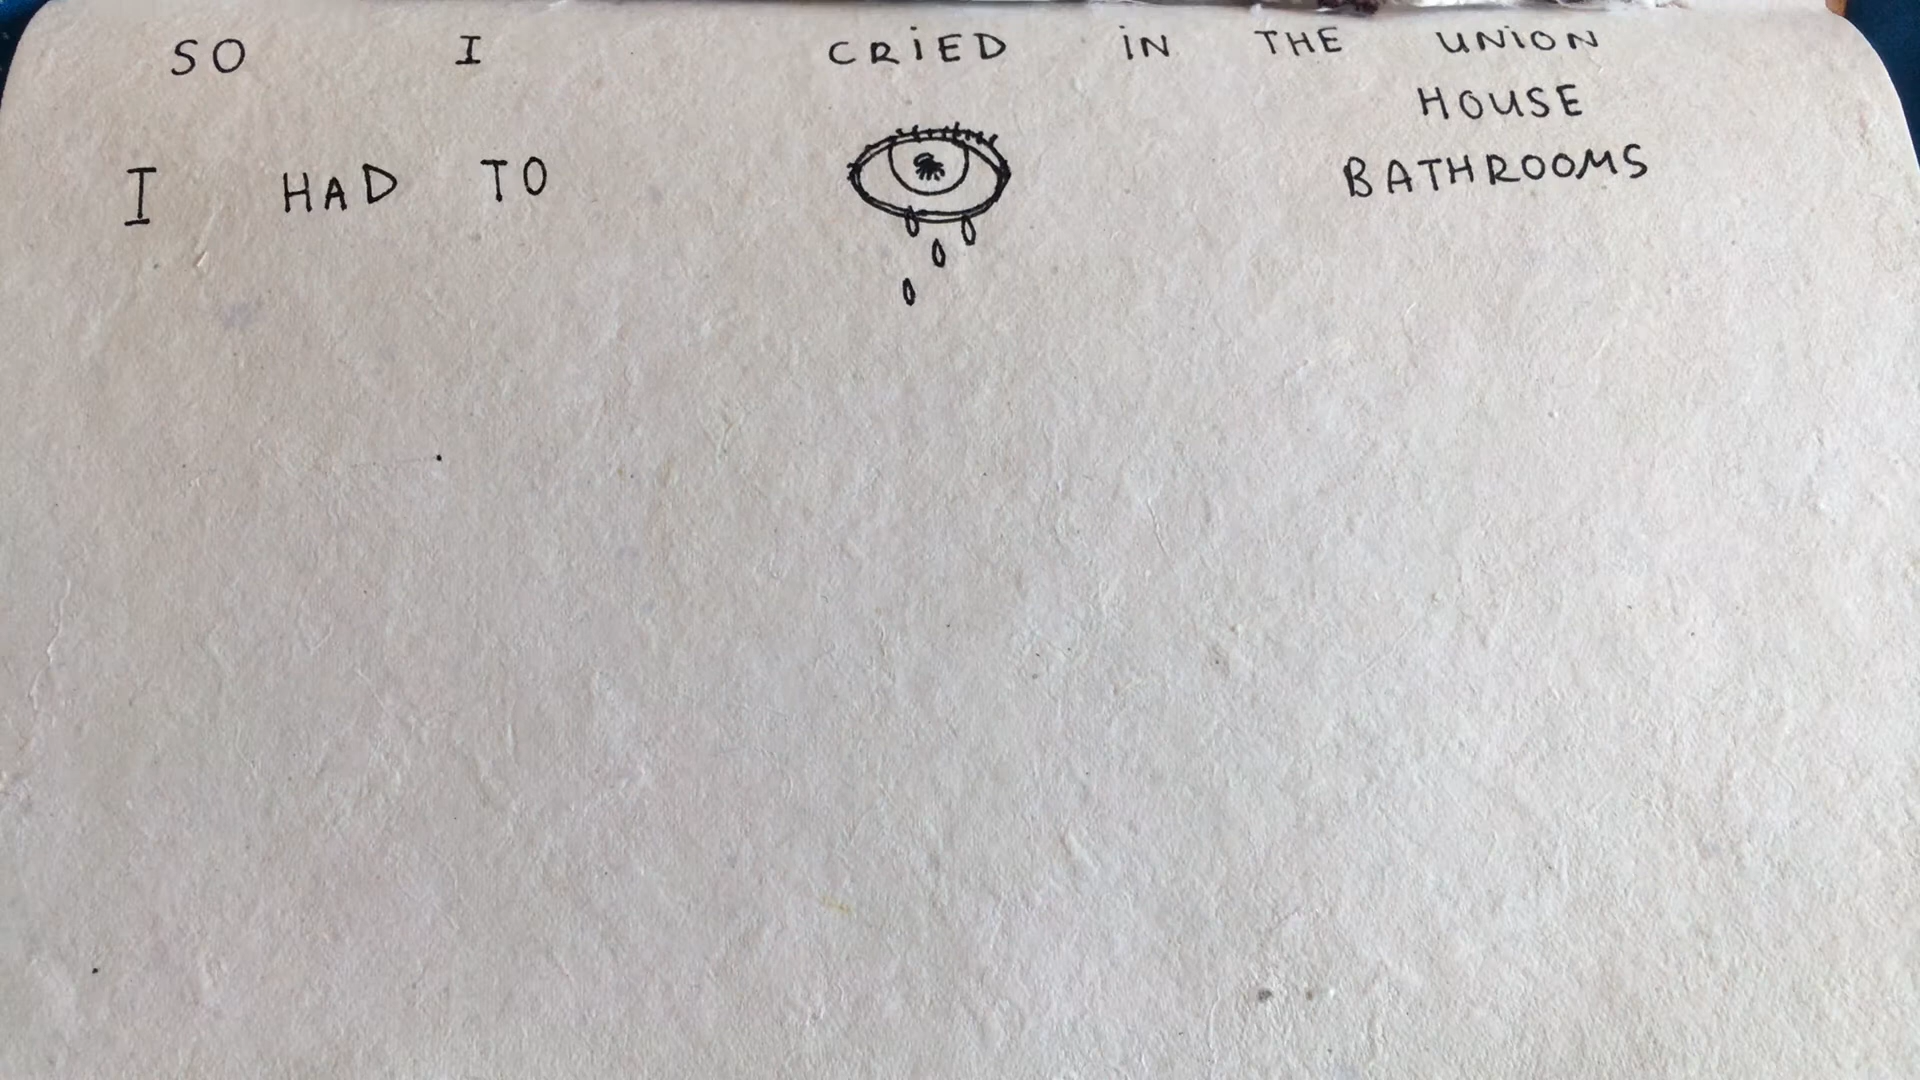 SO I CRiED iN THE UNiON
HOUSE
BATHROOMS
I HAD TO